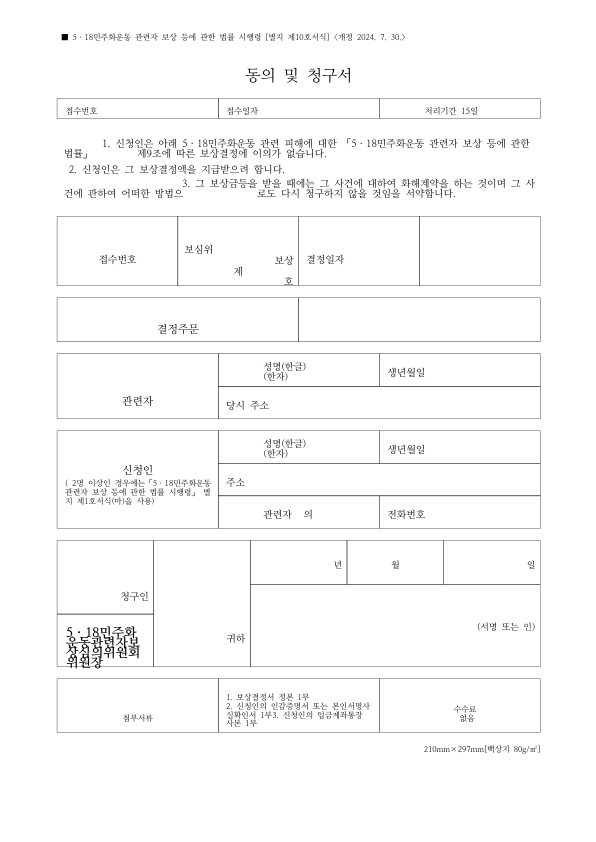 ■ 5ㆍ18민주화운동 관련자 보상 등에 관한 법률 시행령 [별지 제10호서식] <개정 2024. 7. 30.>
동의 및 청구서
접수번호 접수일자 처리기간 15일
1. 신청인은 아래 5ㆍ18민주화운동 관련 피해에 대한 「5ㆍ18민주화운동 관련자 보상 등에 관한
법률」 제9조에 따른 보상결정에 이의가 없습니다.
2. 신청인은 그 보상결정액을 지급받으려 합니다.
3. 그 보상금등을 받을 때에는 그 사건에 대하여 화해계약을 하는 것이며 그 사
건에 관하여 어떠한 방법으 로도 다시 청구하지 않을 것임을 서약합니다.
접수번호
보심위
보상
제
호
결정일자
결정주문
관련자
성명(한글)
(한자)
생년월일
당시 주소
신청인
( 2명 이상인 경우에는「5ㆍ18민주화운동
관련자 보상 등에 관한 법률 시행령」 별
지 제1호서식(마)을 사용)
성명(한글)
(한자)
생년월일
주소
관련자 의
전화번호
청구인
년 월 일
(서명 또는 인)
5ㆍ18민주화
운동관련자보
상심의위원회
위원장
귀하
첨부서류
1. 보상결정서 정본 1부
2. 신청인의 인감증명서 또는 본인서명사
실확인서 1부3. 신청인의 입금계좌통장
사본 1부
수수료
없음
210mm×297mm[백상지 80g/㎡]